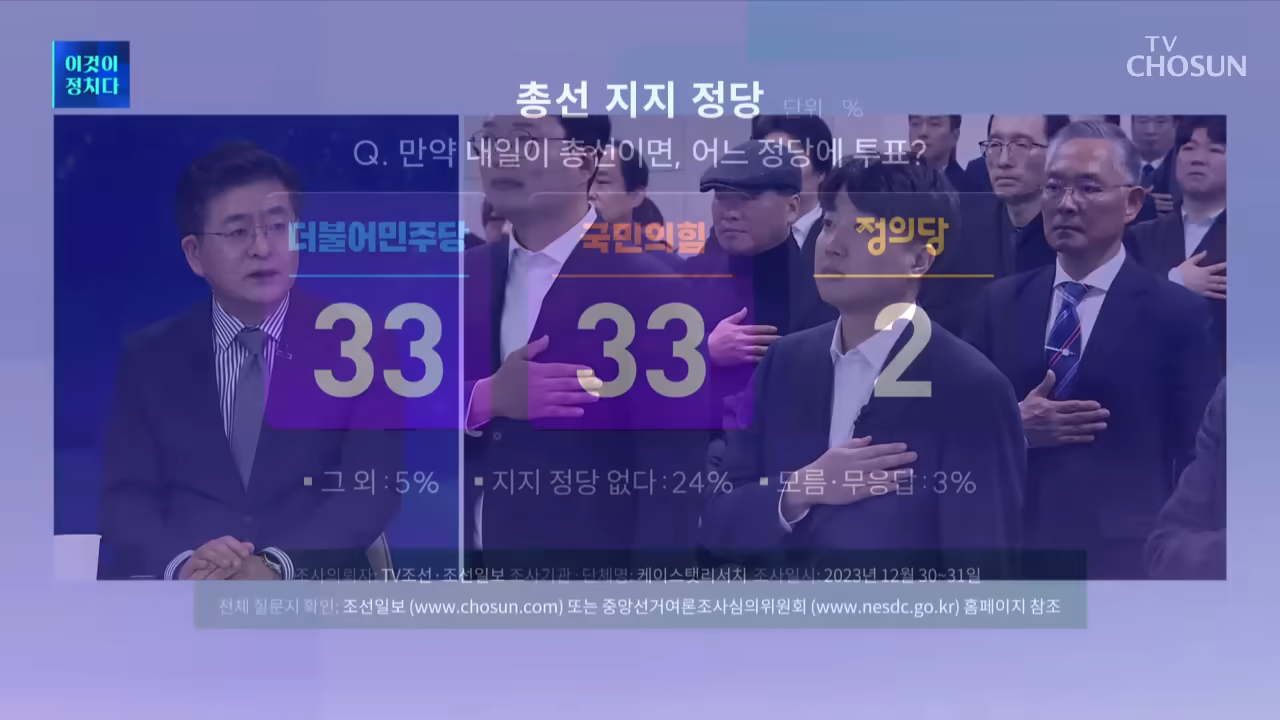 이것이
정치다
TV
CHOSUN
총선 지지 정당 단위 %
Q. 만약 내일이 총선이면, 어느 정당에 투표?
더불어민주당 국민의힘 정의당
33 33 2
▪ 그 외 : 5% ▪ 지지 정당 없다 : 24% ▪ 모름·무응답 : 3%
조사의뢰자: TV조선·조선일보 조사기관·단체명: 케이스탯리서치 조사일시: 2023년 12월 30~31일
전체 질문지 확인: 조선일보 (www.chosun.com) 또는 중앙선거여론조사심의위원회 (www.nesdc.go.kr) 홈페이지 참조